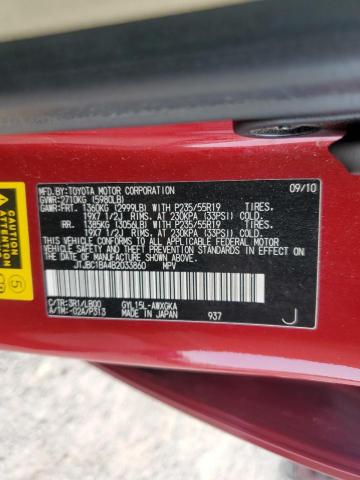 MFD.BY:TOYOTA MOTOR CORPORATION 09/10
GVWR:2710KG (5980LB)
GAWR:FRT. 1360KG (2999LB) WITH P235/55R19 TIRES.
19X7 1/2J RIMS. AT 230KPA (33PSI) COLD.
RR. 1385KG (3056LB) WITH P235/55R19 TIRES.
19X7 1/2J RIMS. AT 230KPA (33PSI) COLD.
THIS VEHICLE CONFORMS TO ALL APPLICABLE FEDERAL MOTOR
VEHICLE SAFETY, BUMPER, AND THEFT PREVENTION STANDARDS IN
EFFECT ON THE DATE OF MANUFACTURE SHOWN ABOVE.
JTJBC1BA4B2033860 MPV
C/TR:3R1/LB00 GYL15L-AWXGKA
A/TM:-02A/P313 MADE IN JAPAN 937 J
5